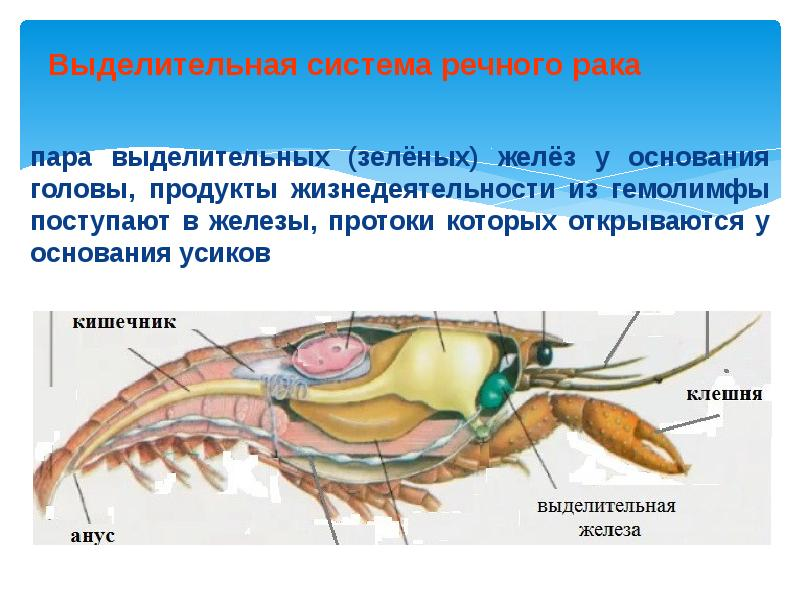 Выделительная система речного рака
пара выделительных (зелёных) желёз у основания
головы, продукты жизнедеятельности из гемолимфы
поступают в железы, протоки которых открываются у
основания усиков
кишечник
клешня
выделительная
железа
анус